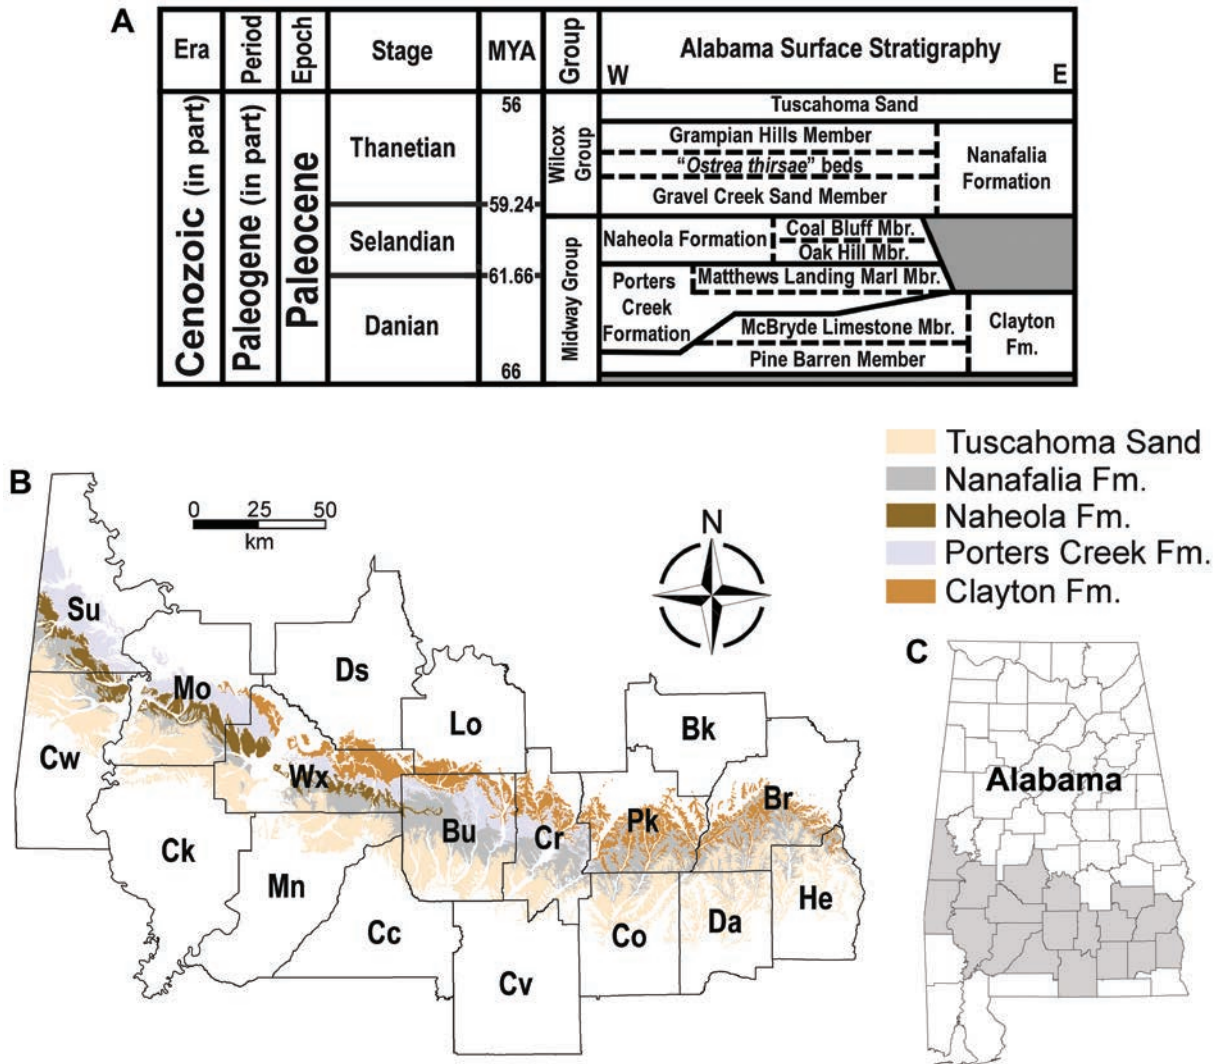 A
Era
Period
Epoch
Stage
MYA
Group
Alabama Surface Stratigraphy
W
E
Cenozoic (in part)
Paleogene (in part)
Paleocene
Thanetian
Selandian
Danian
56
59.24
61.66
66
Wilcox
Group
Midway Group
Tuscahoma Sand
Grampian Hills Member
“Ostrea thirsae” beds
Gravel Creek Sand Member
Nanafalia
Formation
Naheola Formation
Coal Bluff Mbr.
Oak Hill Mbr.
Porters
Creek
Formation
Matthews Landing Marl Mbr.
McBryde Limestone Mbr.
Pine Barren Member
Clayton
Fm.
Tuscahoma Sand
Nanafalia Fm.
Naheola Fm.
Porters Creek Fm.
Clayton Fm.
B
0 25 50
km
N
Su
Mo
Ds
Lo
Bk
Cw
Wx
Ck
Mn
Bu
Cr
Pk
Br
Cc
Cv
Co
Da
He
C
Alabama